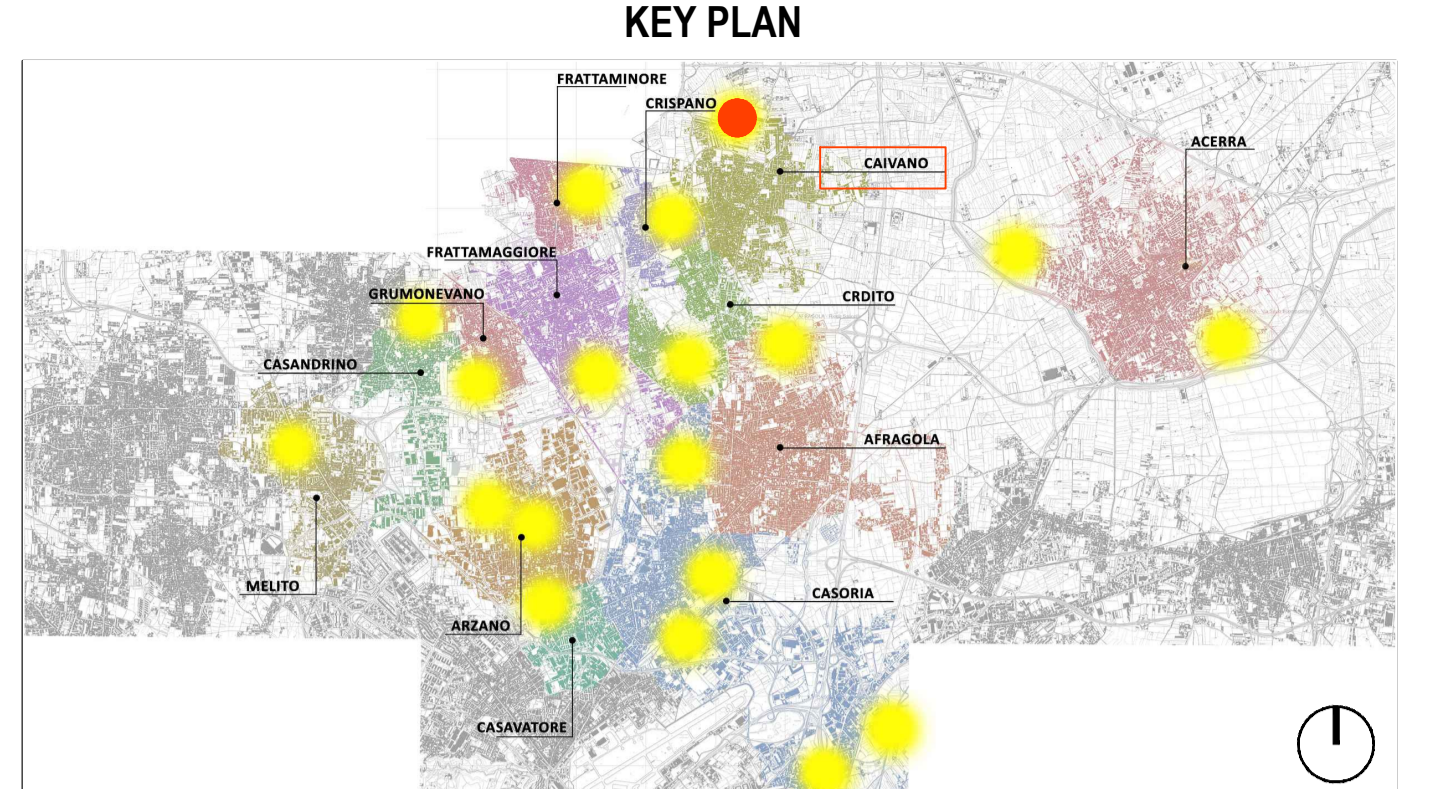 KEY PLAN
FRATTAMINORE
CRISPANO
ACERRA
CAIVANO
FRATTAMAGGIORE
GRUMONEVANO
CRDITO
CASANDRINO
AFRAGOLA
MELITO
CASORIA
ARZANO
CASAVATORE